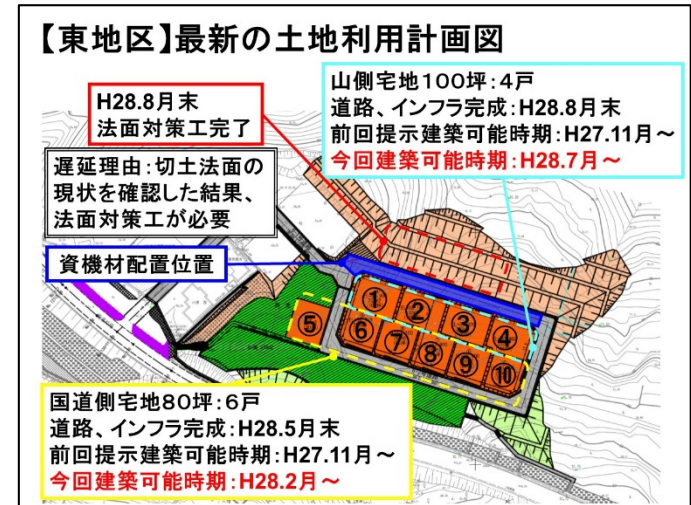 【東地区】最新の土地利用計画図
山側宅地100坪:4戸
道路、インフラ完成:H28.8月末
前回提示建築可能時期:H27.11月~
今回建築可能時期:H28.7月~
H28.8月末
法面対策工完了
遅延理由:切土法面の
現状を確認した結果、
法面対策工が必要
資機材配置位置
① ② ③ ④
⑤ ⑥ ⑦ ⑧ ⑨ ⑩
国道側宅地80坪:6戸
道路、インフラ完成:H28.5月末
前回提示建築可能時期:H27.11月~
今回建築可能時期:H28.2月~